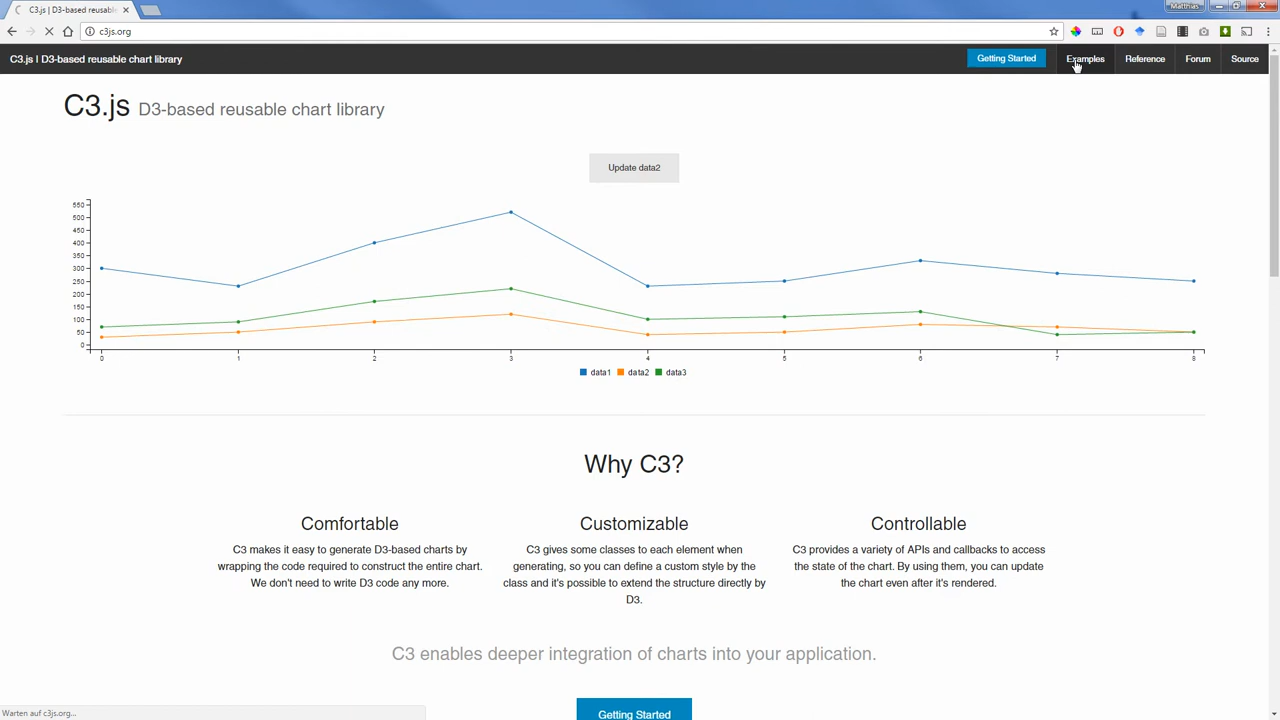 C3.js | D3-based reusable
Matthias
c3js.org
C3.js | D3-based reusable chart library
Getting Started
Examples
Reference
Forum
Source
C3.js D3-based reusable chart library
Update data2
550
500
450
400
350
300
250
200
150
100
50
0
0 1 2 3 4 5 6 7 8
data1 data2 data3
Why C3?
Comfortable
C3 makes it easy to generate D3-based charts by
wrapping the code required to construct the entire chart.
We don't need to write D3 code any more.
Customizable
C3 gives some classes to each element when
generating, so you can define a custom style by the
class and it's possible to extend the structure directly by
D3.
Controllable
C3 provides a variety of APIs and callbacks to access
the state of the chart. By using them, you can update
the chart even after it's rendered.
C3 enables deeper integration of charts into your application.
Getting Started
Warten auf c3js.org...